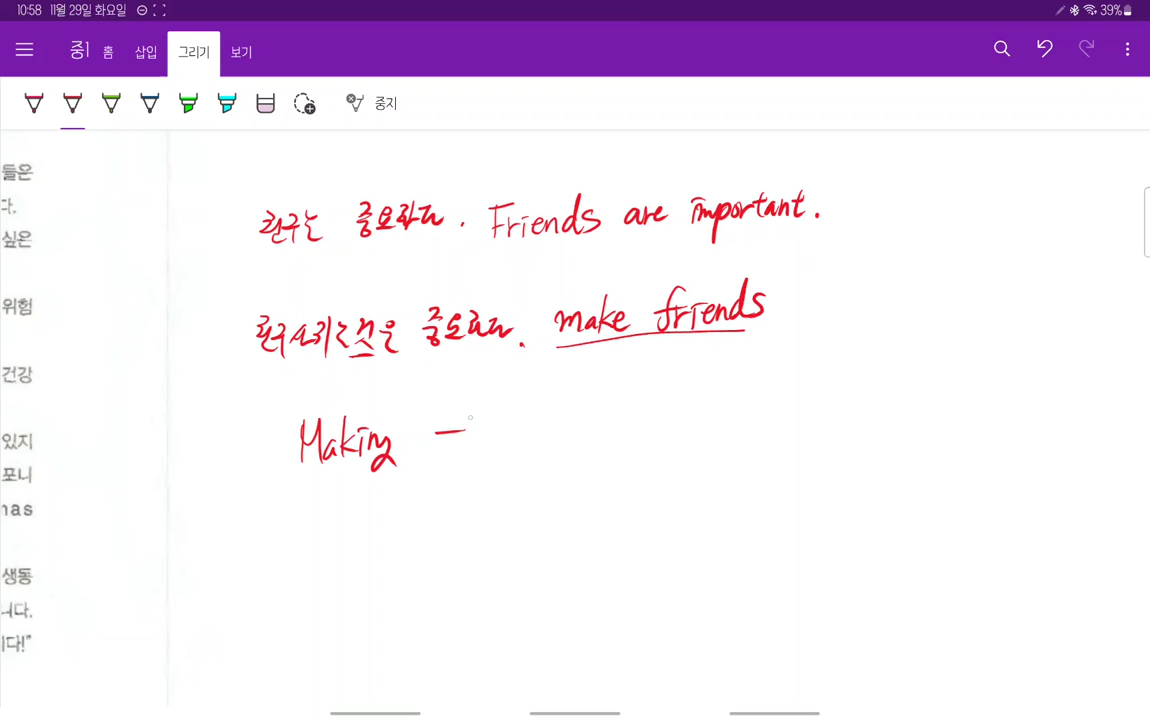 10:58 11월 29일 화요일 39%
중1 홈 삽입 그리기 보기
중지
들은
다.
싶은
위험
건강
있지
포니
has
생동
니다.
니다!"
친구는 중요하다. Friends are important.
친구 사귀는 것은 중요하다. make friends
Making